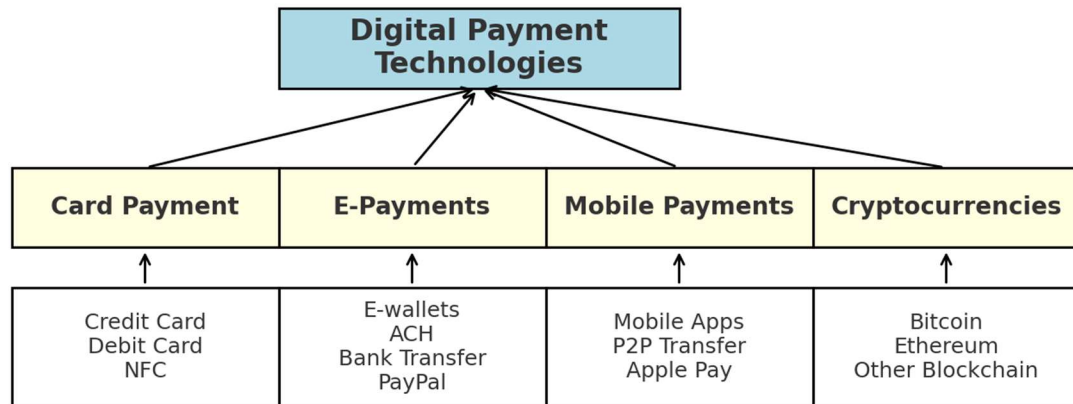 Digital Payment
Technologies
Card Payment
E-Payments
Mobile Payments
Cryptocurrencies
Credit Card
Debit Card
NFC
E-wallets
ACH
Bank Transfer
PayPal
Mobile Apps
P2P Transfer
Apple Pay
Bitcoin
Ethereum
Other Blockchain